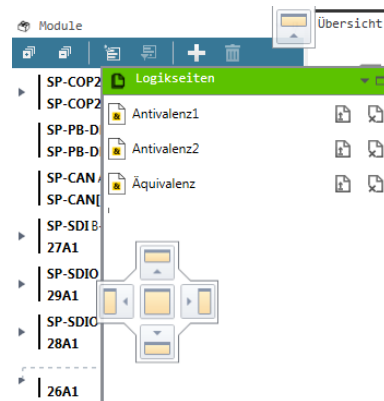 Module
Übersicht
Logikseiten
Antivalenz1
Antivalenz2
Äquivalenz
SP-COP2
SP-COP2
SP-PB-D
SP-PB-D
SP-CAN
SP-CAN[
SP-SDI
27A1
SP-SDIO
29A1
SP-SDIO
28A1
26A1